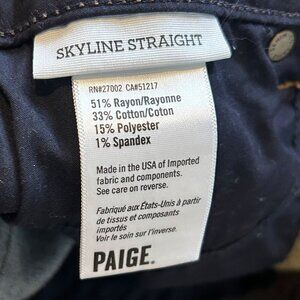 SKYLINE STRAIGHT
RN#27002 CA#51217
51% Rayon/Rayonne
33% Cotton/Coton
15% Polyester
1% Spandex
Made in the USA of Imported
fabric and components.
See care on reverse.
Fabriqué aux États-Unis à partir
de tissus et composants
importés
Voir le soin sur l'inverse.
PAIGE.